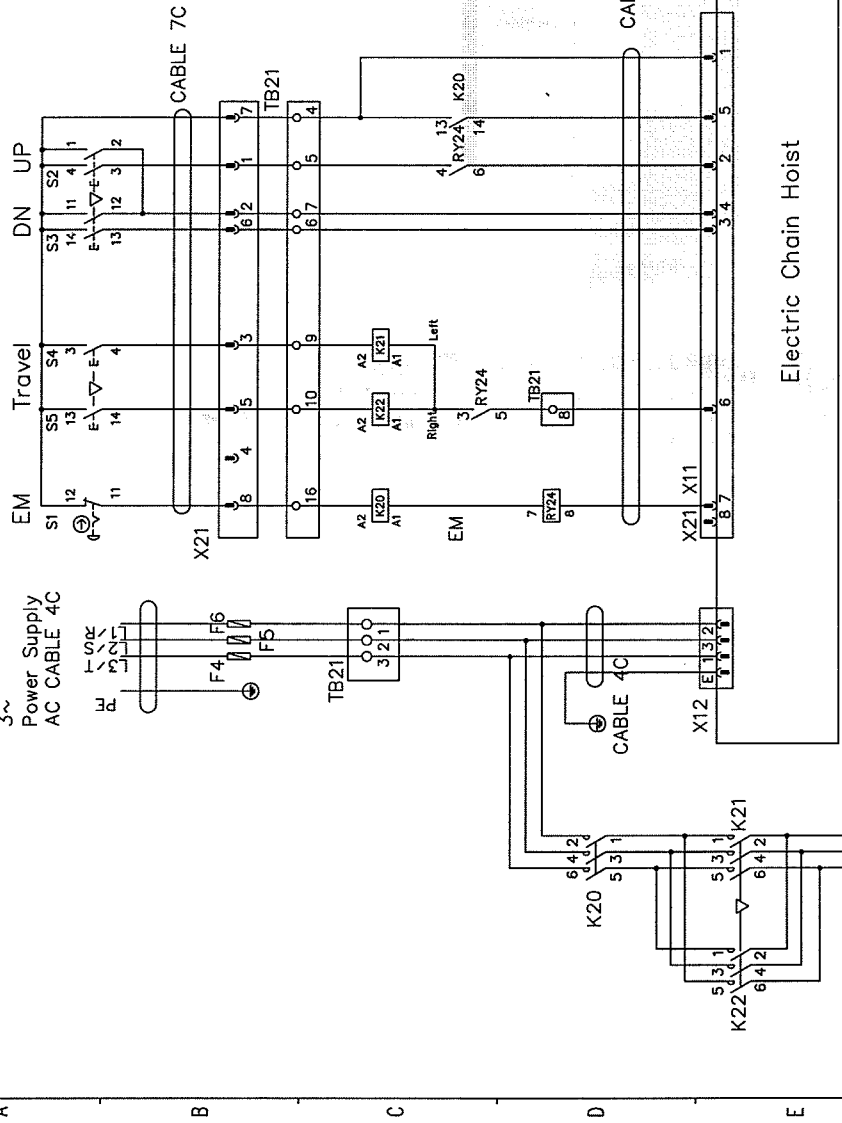 EM Travel DN UP
S1 12 S5 13 S4 3 S3 14 11 S2 4 1
E E E E
11 14 4 13 12 3 2
CABLE 7C
X21 8 4 5 3 6 2 1 7
TB21
16 10 9 6 7 5 4
A2 K20 A1
A2 K22 A1
A2 K21 A1
Right Left
EM
3 RY24 5
4 RY24 6
13 K20 14
7 RY24 8
TB21 8
X21 X11
8 7 6 3 4 2 5 1
Electric Chain Hoist
3~
Power Supply
AC CABLE 4C
PE L3/T L2/S L1/R
F4 F5 F6
TB21 3 2 1
CABLE 4C
X12 E 1 3 2
K20 6 4 2
5 3 1
K22 5 3 1
6 4 2
K21 5 3 1
6 4 2
B
C
D
E